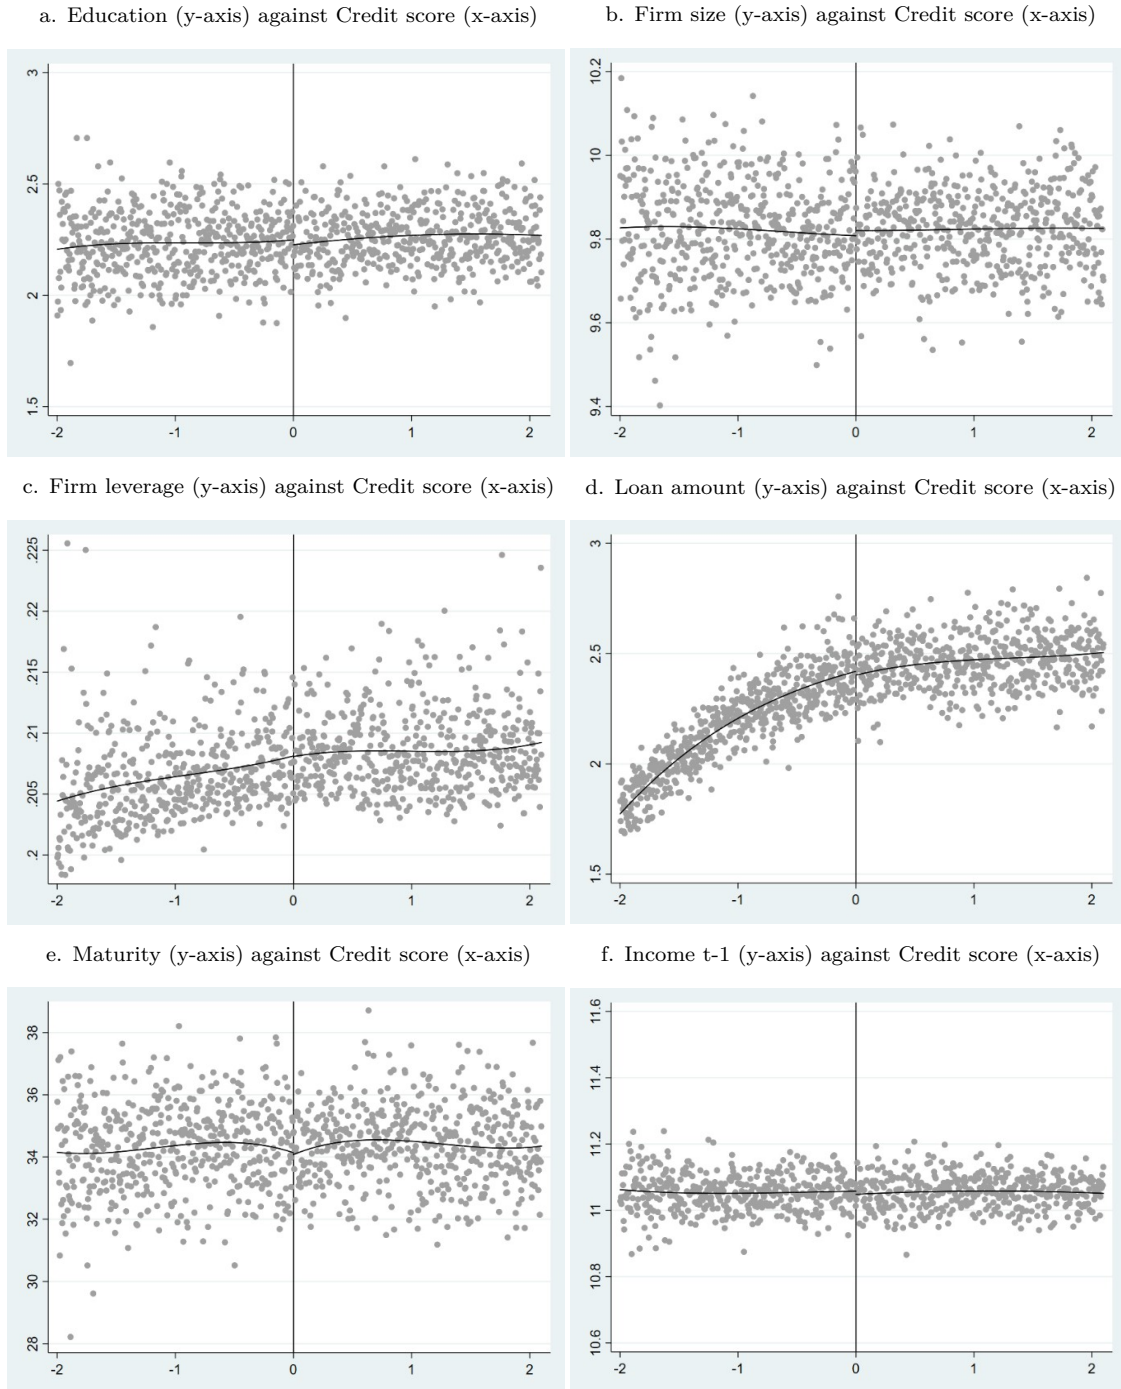 a. Education (y-axis) against Credit score (x-axis)
b. Firm size (y-axis) against Credit score (x-axis)
3
2.5
2
1.5
-2 -1 0 1 2
10.2
10
9.8
9.6
9.4
-2 -1 0 1 2
c. Firm leverage (y-axis) against Credit score (x-axis)
d. Loan amount (y-axis) against Credit score (x-axis)
.225
.22
.215
.21
.205
.2
-2 -1 0 1 2
3
2.5
2
1.5
-2 -1 0 1 2
e. Maturity (y-axis) against Credit score (x-axis)
f. Income t-1 (y-axis) against Credit score (x-axis)
38
36
34
32
30
28
-2 -1 0 1 2
11.6
11.4
11.2
11
10.8
10.6
-2 -1 0 1 2